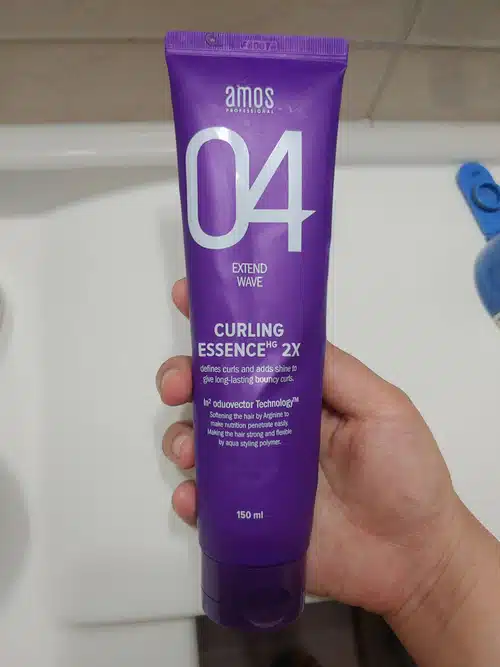 amos
PROFESSIONAL
04
EXTEND
WAVE
CURLING
ESSENCEᴴᴳ 2X
defines curls and adds shine to
give long-lasting bouncy curls.
In² oduovector Technology™
Softening the hair by Arginine to
make nutrition penetrate easily.
Making the hair strong and flexible
by aqua styling polymer.
150 ml